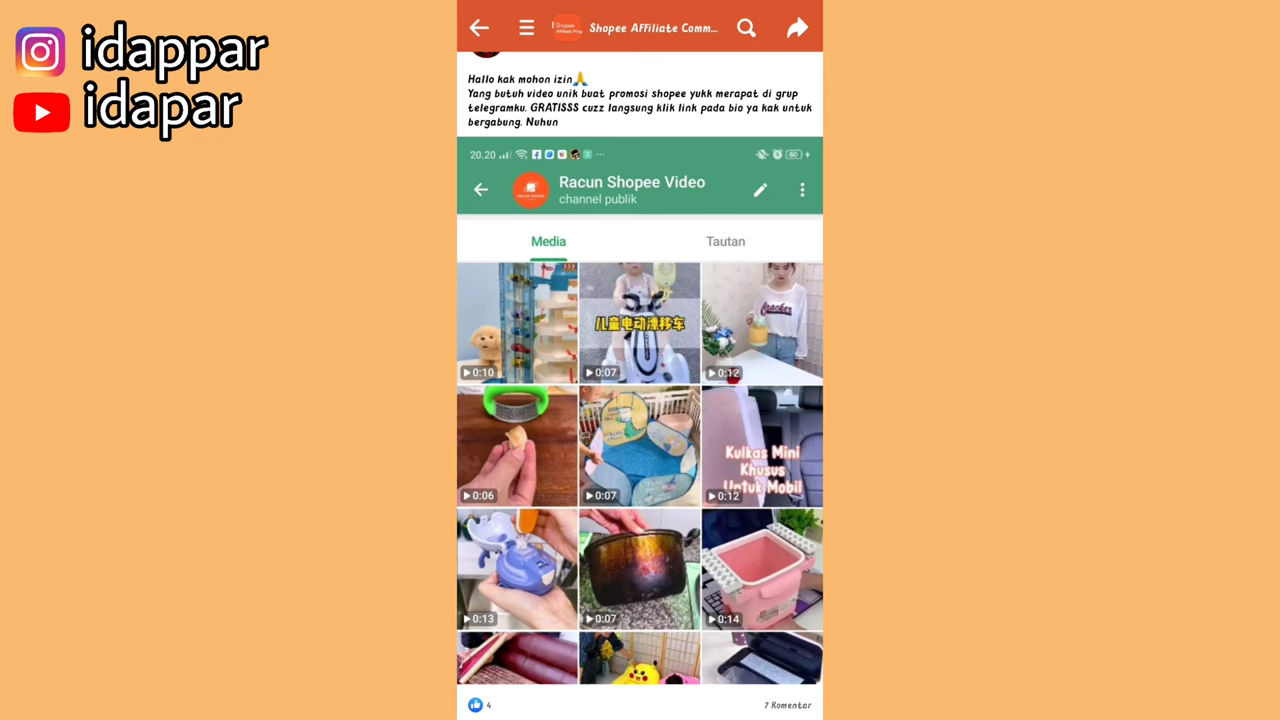 idappar
idapar
Shopee Affiliate Comm...
Hallo kak mohon izin🙏
Yang butuh video unik buat promosi shopee yukk merapat di grup
telegramku. GRATISSS cuzz langsung klik link pada bio ya kak untuk
bergabung. Nuhun
20.20
60
Racun Shopee Video
channel publik
Media
Tautan
儿童电动漂移车
0:10
0:07
0:12
Kulkas Mini
Khusus
Untuk Mobil
0:06
0:07
0:12
0:13
0:07
0:14
4
7 Komentar